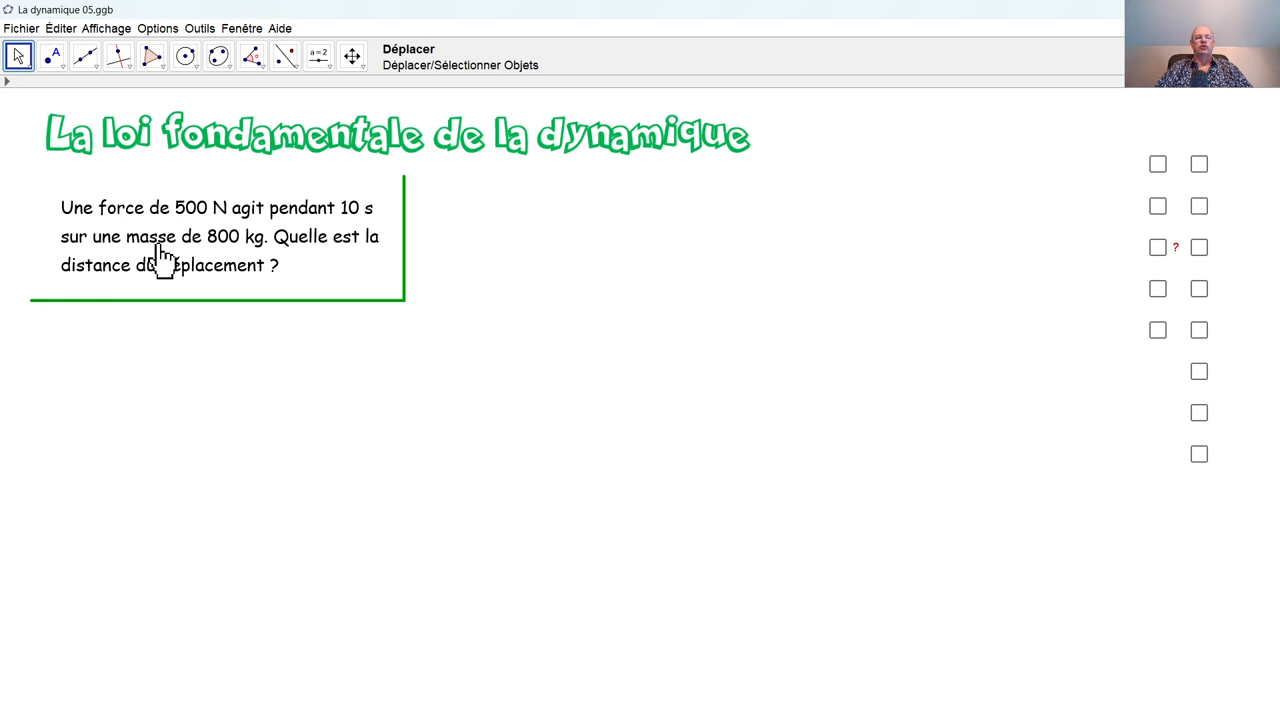 La dynamique 05.ggb
Fichier Éditer Affichage Options Outils Fenêtre Aide
A
a=2
Déplacer
Déplacer/Sélectionner Objets
La loi fondamentale de la dynamique
Une force de 500 N agit pendant 10 s
sur une masse de 800 kg. Quelle est la
distance du déplacement ?
?